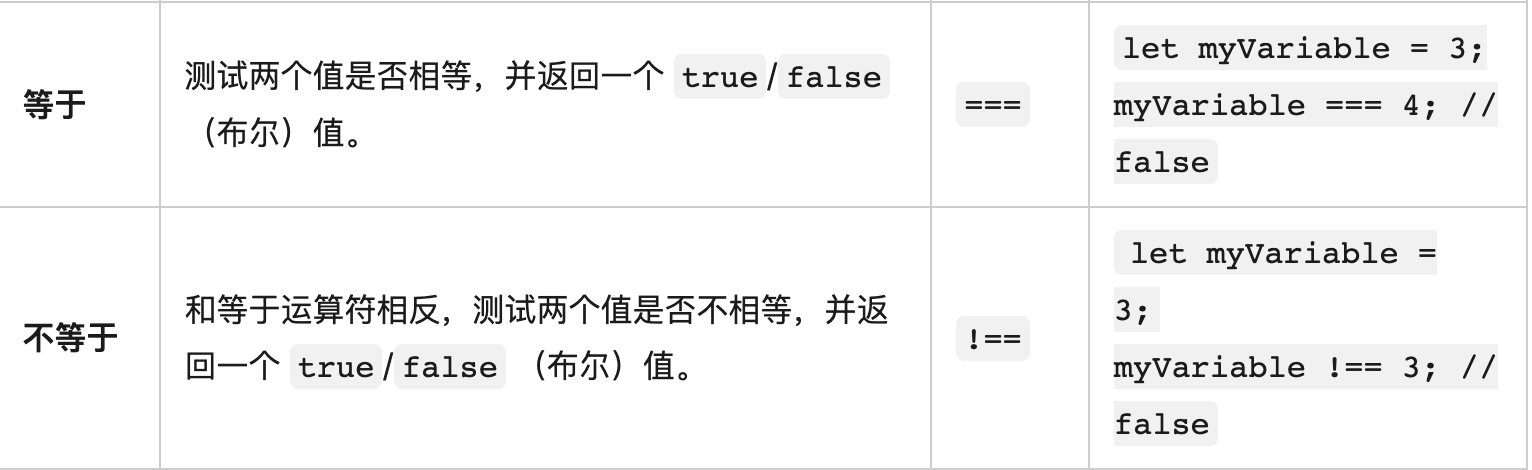 等于
测试两个值是否相等，并返回一个 true/false
（布尔）值。
===
let myVariable = 3;
myVariable === 4; //
false
不等于
和等于运算符相反，测试两个值是否不相等，并返
回一个 true/false （布尔）值。
!==
let myVariable =
3;
myVariable !== 3; //
false